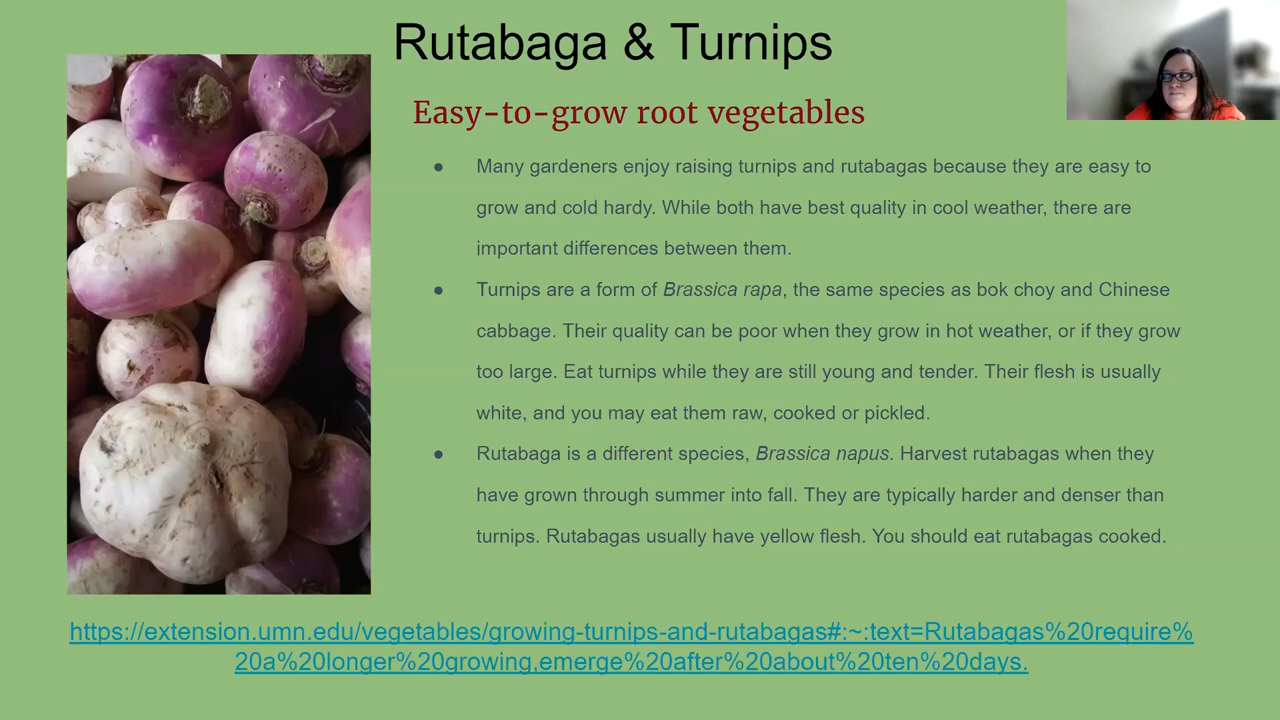 Rutabaga & Turnips
Easy-to-grow root vegetables
● Many gardeners enjoy raising turnips and rutabagas because they are easy to
grow and cold hardy. While both have best quality in cool weather, there are
important differences between them.
● Turnips are a form of Brassica rapa, the same species as bok choy and Chinese
cabbage. Their quality can be poor when they grow in hot weather, or if they grow
too large. Eat turnips while they are still young and tender. Their flesh is usually
white, and you may eat them raw, cooked or pickled.
● Rutabaga is a different species, Brassica napus. Harvest rutabagas when they
have grown through summer into fall. They are typically harder and denser than
turnips. Rutabagas usually have yellow flesh. You should eat rutabagas cooked.
https://extension.umn.edu/vegetables/growing-turnips-and-rutabagas#:~:text=Rutabagas%20require%
20a%20longer%20growing,emerge%20after%20about%20ten%20days.